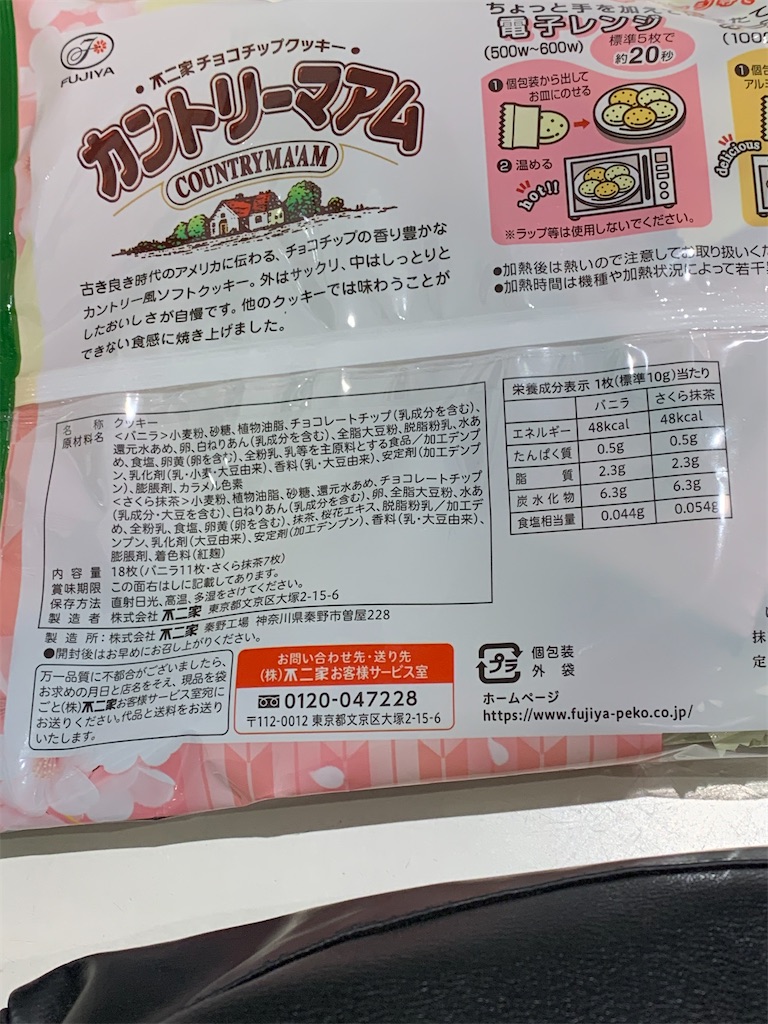 FUJIYA
• 不二家チョコチップクッキー •
カントリーマアム
COUNTRY MA'AM
古き良き時代のアメリカに伝わる、チョコチップの香り豊かな
カントリー風ソフトクッキー。外はサックリ、中はしっとりと
したおいしさが自慢です。他のクッキーでは味わうことが
できない食感に焼き上げました。
ちょっと手を加え
電子レンジ
(500w~600w)
標準5枚で
約20秒
❶個包装から出して
お皿にのせる
❷温める
hot!!
※ラップ等は使用しないでください。
❶個包
アルミ
delicious
●加熱後は熱いので注意してお取り扱いくだ
●加熱時間は機種や加熱状況によって若干
名 称 クッキー
原材料名 <バニラ>小麦粉、砂糖、植物油脂、チョコレートチップ(乳成分を含む)、
還元水あめ、卵、白ねりあん(乳成分を含む)、全脂大豆粉、脱脂粉乳、水あ
め、食塩、卵黄(卵を含む)、全粉乳、乳等を主原料とする食品/加工デンプ
ン、乳化剤(乳・小麦・大豆由来)、香料(乳・大豆由来)、安定剤(加工デンプ
ン)、膨脹剤、カラメル色素
<さくら抹茶>小麦粉、植物油脂、砂糖、還元水あめ、チョコレートチップ
(乳成分・大豆を含む)、白ねりあん(乳成分を含む)、卵、全脂大豆粉、水あ
め、全粉乳、食塩、卵黄(卵を含む)、抹茶、桜花エキス、脱脂粉乳/加工デ
ンプン、乳化剤(大豆由来)、安定剤(加工デンプン)、香料(乳・大豆由来)、
膨脹剤、着色料(紅麹)
内容量 18枚(バニラ11枚・さくら抹茶7枚)
賞味期限 この面右はしに記載してあります。
保存方法 直射日光、高温、多湿をさけてください。
製造者 株式会社 不二家 東京都文京区大塚2-15-6
製造所:株式会社 不二家 秦野工場 神奈川県秦野市曽屋228
●開封後はお早めにお召し上がりください。
栄養成分表示 1枚(標準10g)当たり
バニラ さくら抹茶
エネルギー 48kcal 48kcal
たんぱく質 0.5g 0.5g
脂質 2.3g 2.3g
炭水化物 6.3g 6.3g
食塩相当量 0.044g 0.054g
万一品質に不都合がございましたら、
お求めの月日と店名をそえ、現品を袋
ごと(株)不二家お客様サービス室宛に
お送りください。代品と送料をお送り
いたします。
お問い合わせ先・送り先
(株)不二家お客様サービス室
0120-047228
〒112-0012 東京都文京区大塚2-15-6
プラ
個包装
外 袋
ホームページ
https://www.fujiya-peko.co.jp/
抹
定